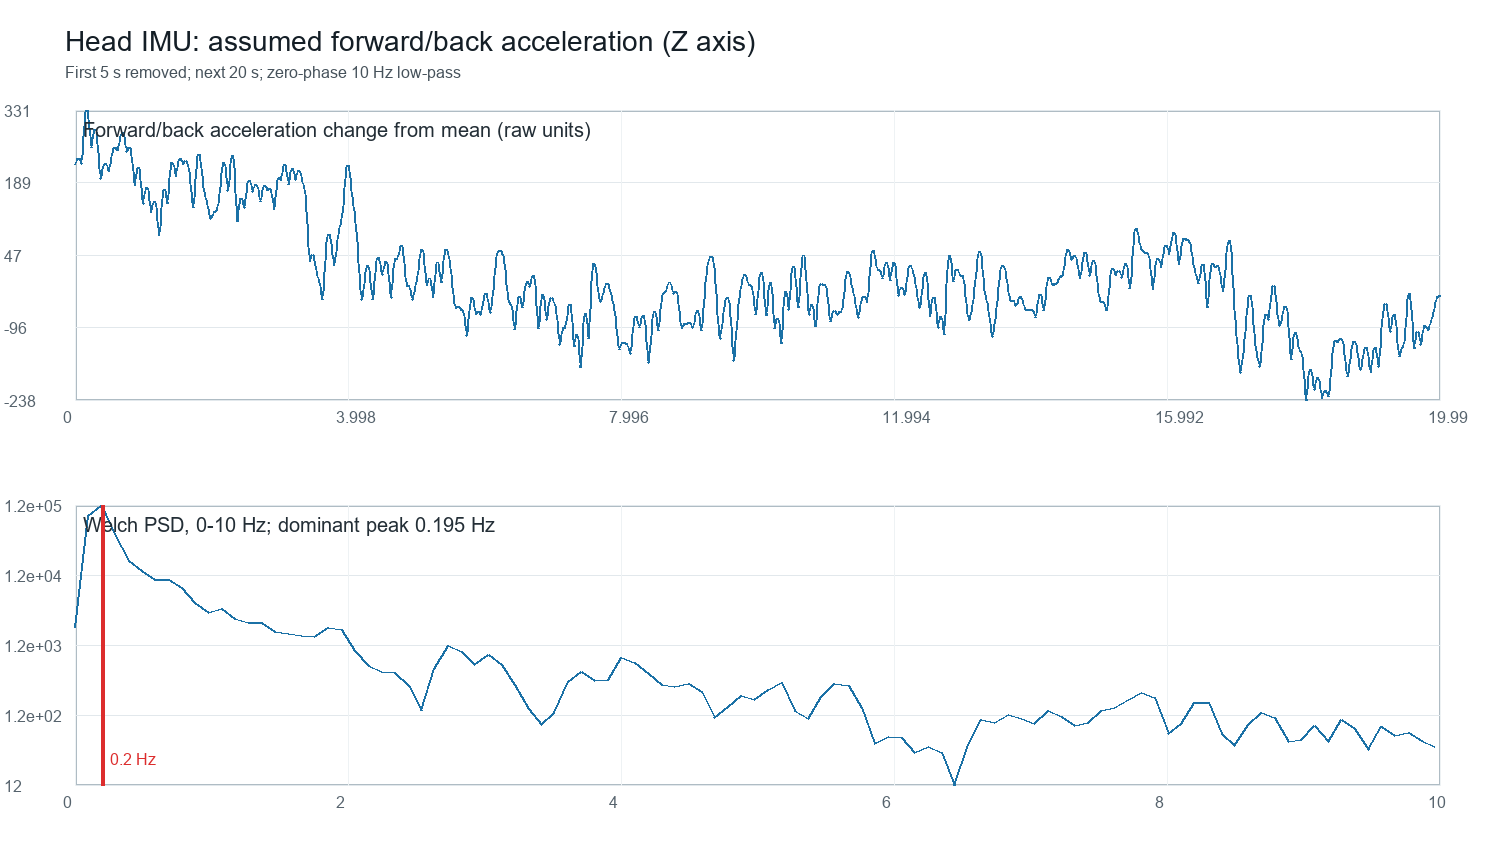 Head IMU: assumed forward/back acceleration (Z axis)
First 5 s removed; next 20 s; zero-phase 10 Hz low-pass
331
Forward/back acceleration change from mean (raw units)
189
47
-96
-238
0
3.998
7.996
11.994
15.992
19.99
1.2e+05
Welch PSD, 0-10 Hz; dominant peak 0.195 Hz
1.2e+04
1.2e+03
1.2e+02
0.2 Hz
12
0
2
4
6
8
10